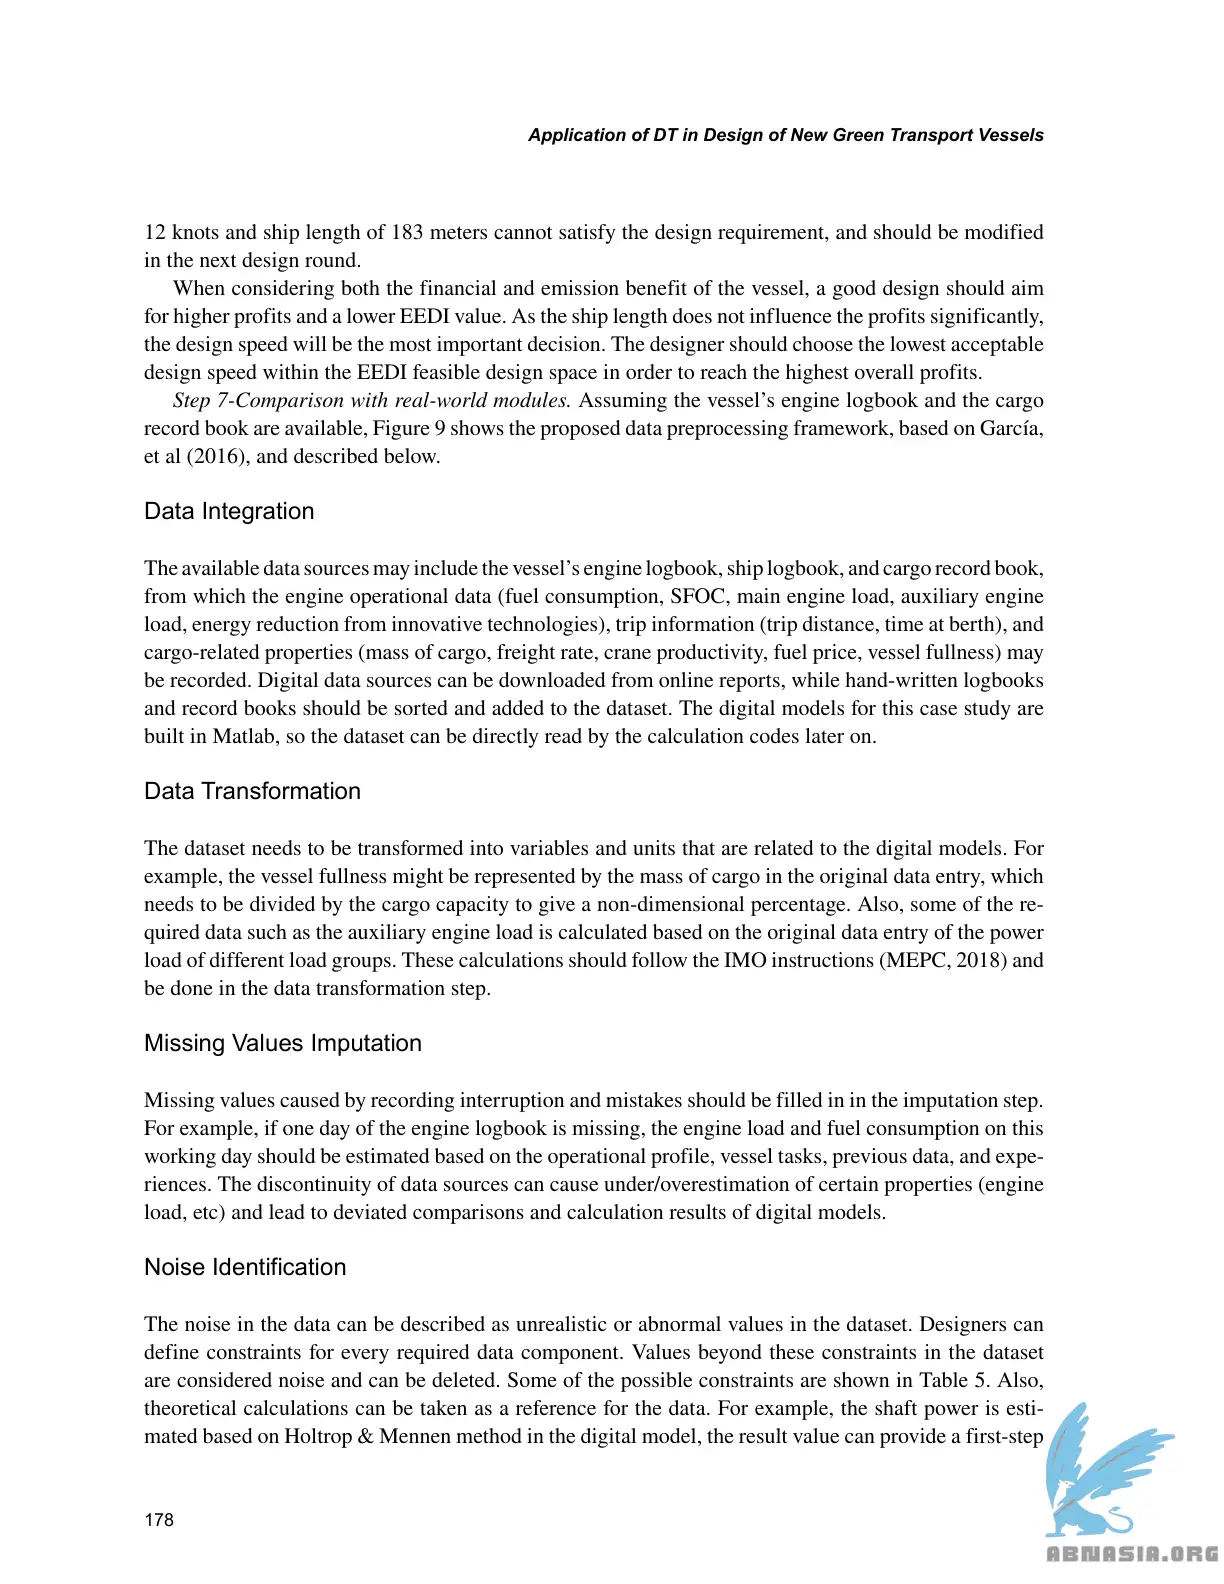 Application of DT in Design of New Green Transport Vessels
12 knots and ship length of 183 meters cannot satisfy the design requirement, and should be modified
in the next design round.
When considering both the financial and emission benefit of the vessel, a good design should aim
for higher profits and a lower EEDI value. As the ship length does not influence the profits significantly,
the design speed will be the most important decision. The designer should choose the lowest acceptable
design speed within the EEDI feasible design space in order to reach the highest overall profits.
Step 7-Comparison with real-world modules. Assuming the vessel’s engine logbook and the cargo
record book are available, Figure 9 shows the proposed data preprocessing framework, based on García,
et al (2016), and described below.
Data Integration
The available data sources may include the vessel’s engine logbook, ship logbook, and cargo record book,
from which the engine operational data (fuel consumption, SFOC, main engine load, auxiliary engine
load, energy reduction from innovative technologies), trip information (trip distance, time at berth), and
cargo-related properties (mass of cargo, freight rate, crane productivity, fuel price, vessel fullness) may
be recorded. Digital data sources can be downloaded from online reports, while hand-written logbooks
and record books should be sorted and added to the dataset. The digital models for this case study are
built in Matlab, so the dataset can be directly read by the calculation codes later on.
Data Transformation
The dataset needs to be transformed into variables and units that are related to the digital models. For
example, the vessel fullness might be represented by the mass of cargo in the original data entry, which
needs to be divided by the cargo capacity to give a non-dimensional percentage. Also, some of the re-
quired data such as the auxiliary engine load is calculated based on the original data entry of the power
load of different load groups. These calculations should follow the IMO instructions (MEPC, 2018) and
be done in the data transformation step.
Missing Values Imputation
Missing values caused by recording interruption and mistakes should be filled in in the imputation step.
For example, if one day of the engine logbook is missing, the engine load and fuel consumption on this
working day should be estimated based on the operational profile, vessel tasks, previous data, and expe-
riences. The discontinuity of data sources can cause under/overestimation of certain properties (engine
load, etc) and lead to deviated comparisons and calculation results of digital models.
Noise Identification
The noise in the data can be described as unrealistic or abnormal values in the dataset. Designers can
define constraints for every required data component. Values beyond these constraints in the dataset
are considered noise and can be deleted. Some of the possible constraints are shown in Table 5. Also,
theoretical calculations can be taken as a reference for the data. For example, the shaft power is esti-
mated based on Holtrop & Mennen method in the digital model, the result value can provide a first-step
178
ABNASIA.ORG